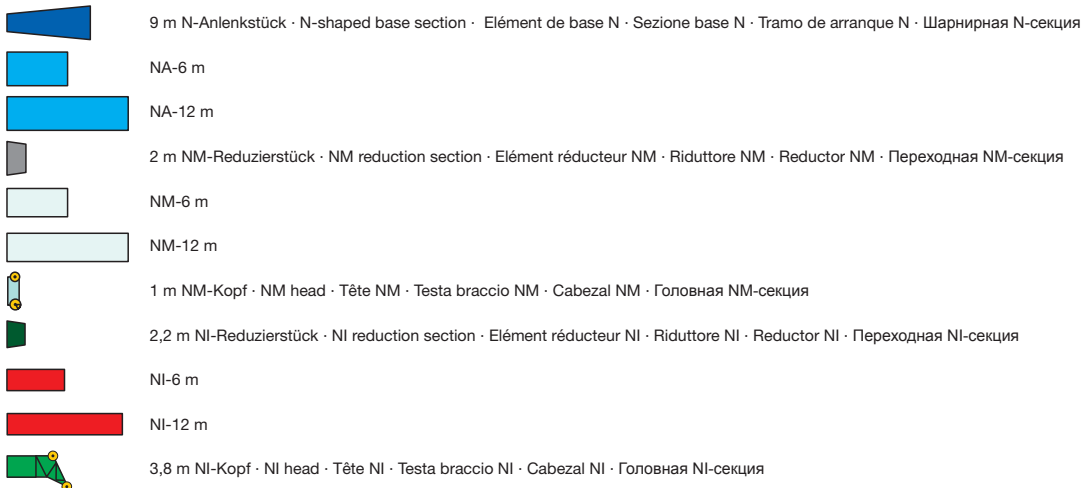 9 m N-Anlenkstück · N-shaped base section · Elément de base N · Sezione base N · Tramo de arranque N · Шарнирная N-секция
NA-6 m
NA-12 m
2 m NM-Reduzierstück · NM reduction section · Elément réducteur NM · Riduttore NM · Reductor NM · Переходная NM-секция
NM-6 m
NM-12 m
1 m NM-Kopf · NM head · Tête NM · Testa braccio NM · Cabezal NM · Головная NM-секция
2,2 m NI-Reduzierstück · NI reduction section · Elément réducteur NI · Riduttore NI · Reductor NI · Переходная NI-секция
NI-6 m
NI-12 m
3,8 m NI-Kopf · NI head · Tête NI · Testa braccio NI · Cabezal NI · Головная NI-секция